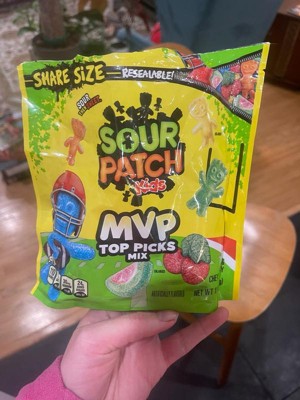 SHARE SIZE
RESEALABLE!
SOUR
PATCH
Kids
MVP
TOP PICKS
MIX
NET WT